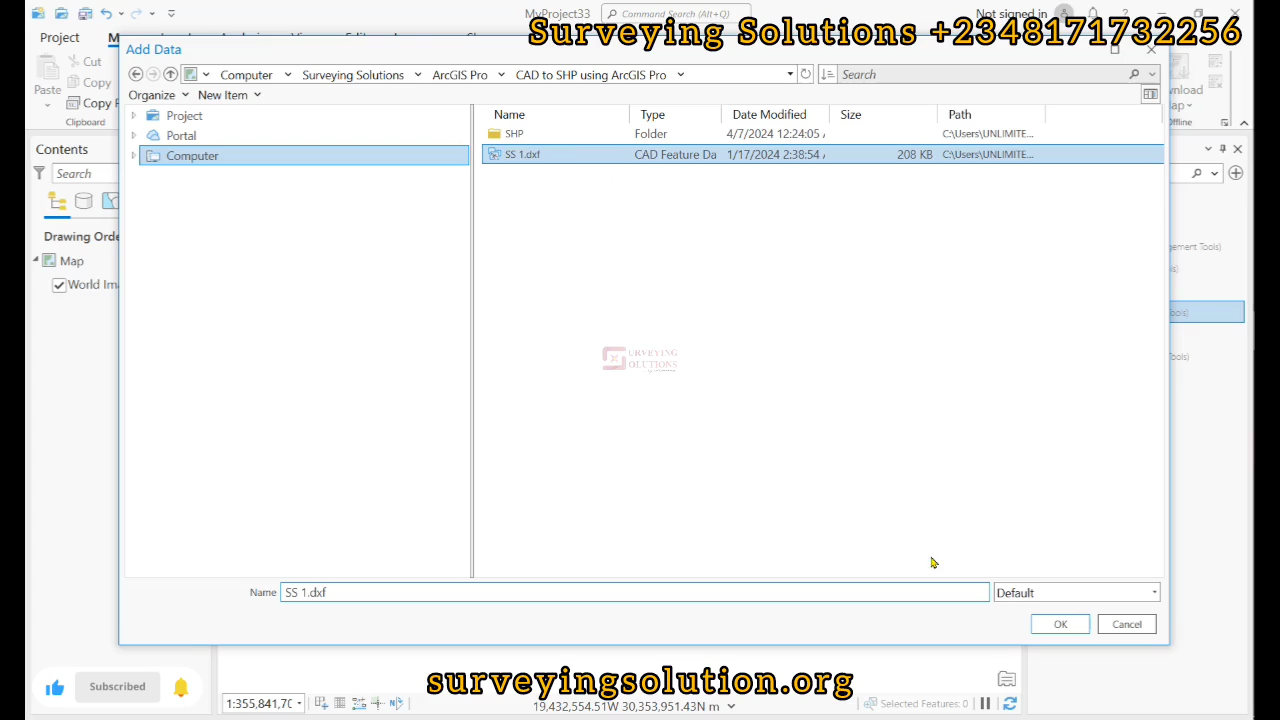 MyProject33
Command Search (Alt+Q)
Not signed in
Surveying Solutions +2348171732256
Project
Add Data
Cut
Copy
Paste
Clipboard
Computer
Surveying Solutions
ArcGIS Pro
CAD to SHP using ArcGIS Pro
Search
Organize
New Item
Name
Type
Date Modified
Size
Path
Project
Portal
Computer
SHP
Folder
4/7/2024 12:24:05
C:\Users\UNLIMITE...
SS 1.dxf
CAD Feature Da
1/17/2024 2:38:54
208 KB
C:\Users\UNLIMITE...
Contents
Search
Drawing Orde
Map
World Ima
URVEYING
OLUTIONS
Name
SS 1.dxf
Default
OK
Cancel
Subscribed
surveyingsolution.org
1:355,841,70
19,432,554.51W 30,353,951.43N m
Selected Features: 0